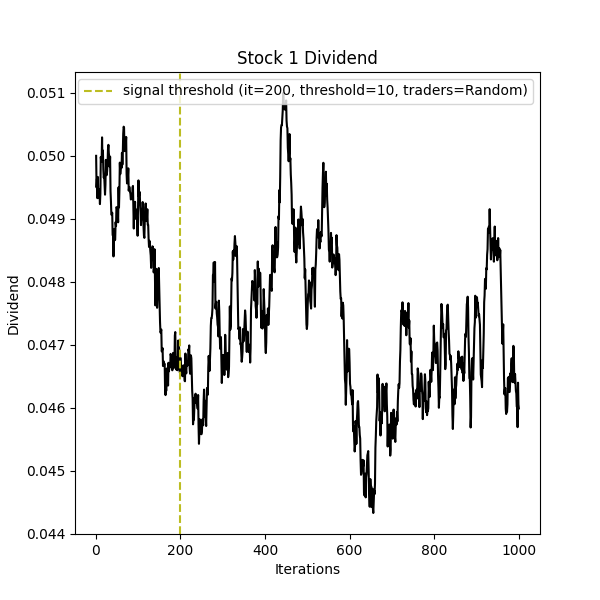 Stock 1 Dividend
signal threshold (it=200, threshold=10, traders=Random)
0.051
0.050
0.049
0.048
0.047
0.046
0.045
0.044
Dividend
0 200 400 600 800 1000
Iterations